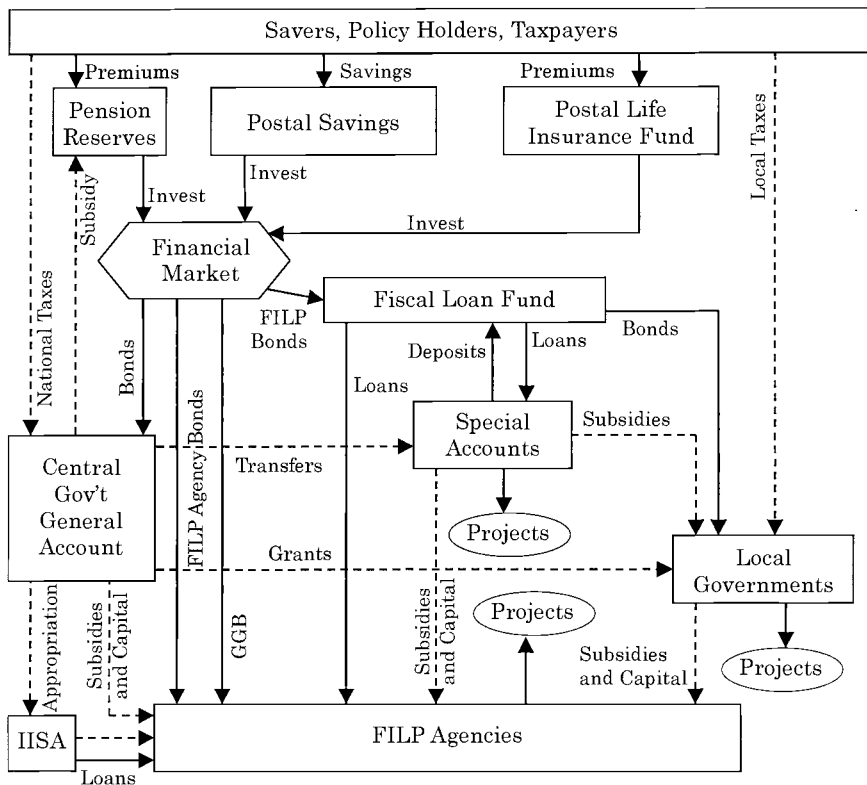 Savers, Policy Holders, Taxpayers
Premiums
Savings
Premiums
Pension
Reserves
Postal Savings
Postal Life
Insurance Fund
Local Taxes
Subsidy
Invest
Invest
Invest
Financial
Market
National Taxes
Bonds
FILP Agency Bonds
GGB
FILP
Bonds
Fiscal Loan Fund
Loans
Deposits
Loans
Bonds
Special
Accounts
Subsidies
Central
Gov't
General
Account
Transfers
Projects
Grants
Local
Governments
Appropriation
Subsidies
and Capital
Subsidies
and Capital
Projects
Subsidies
and Capital
Projects
IISA
Loans
FILP Agencies